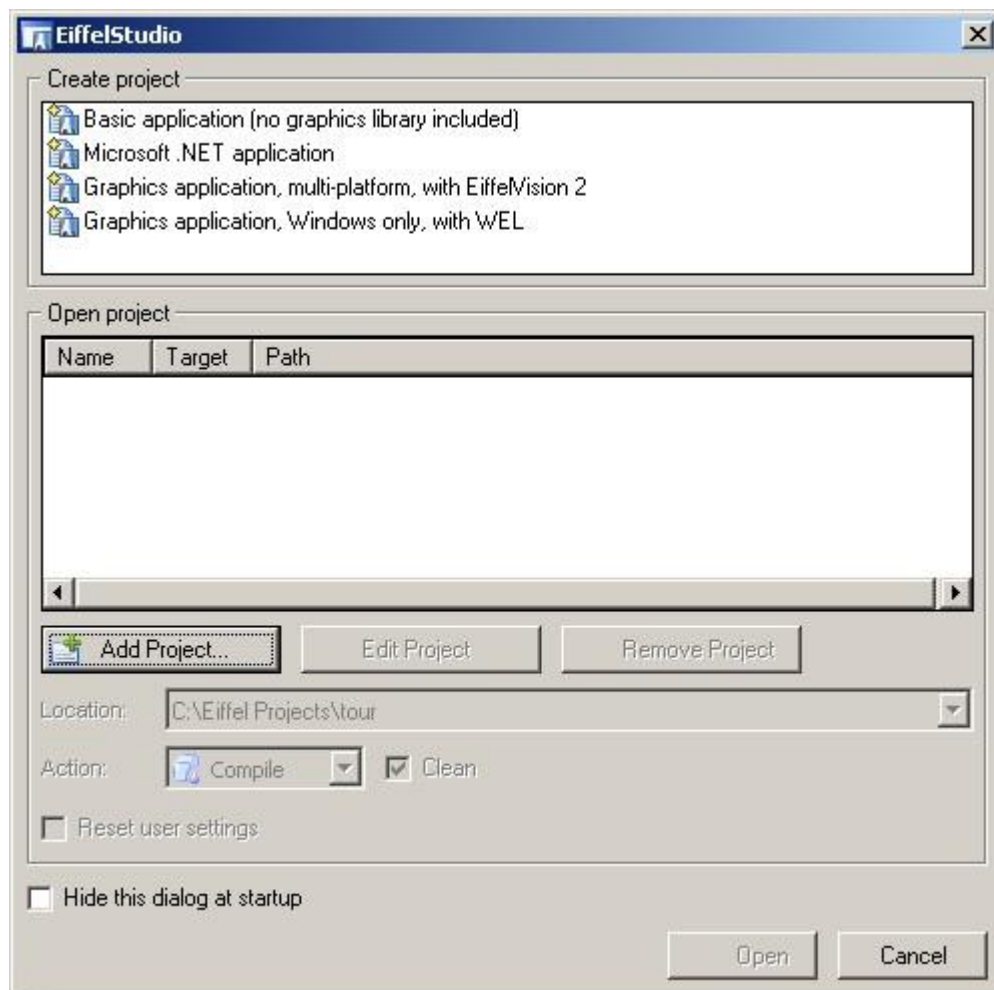 EiffelStudio
Create project
Basic application (no graphics library included)
Microsoft .NET application
Graphics application, multi-platform, with EiffelVision 2
Graphics application, Windows only, with WEL
Open project
Name Target Path
Add Project... Edit Project Remove Project
Location: C:\Eiffel Projects\tour
Action: Compile Clean
Reset user settings
Hide this dialog at startup
Open Cancel